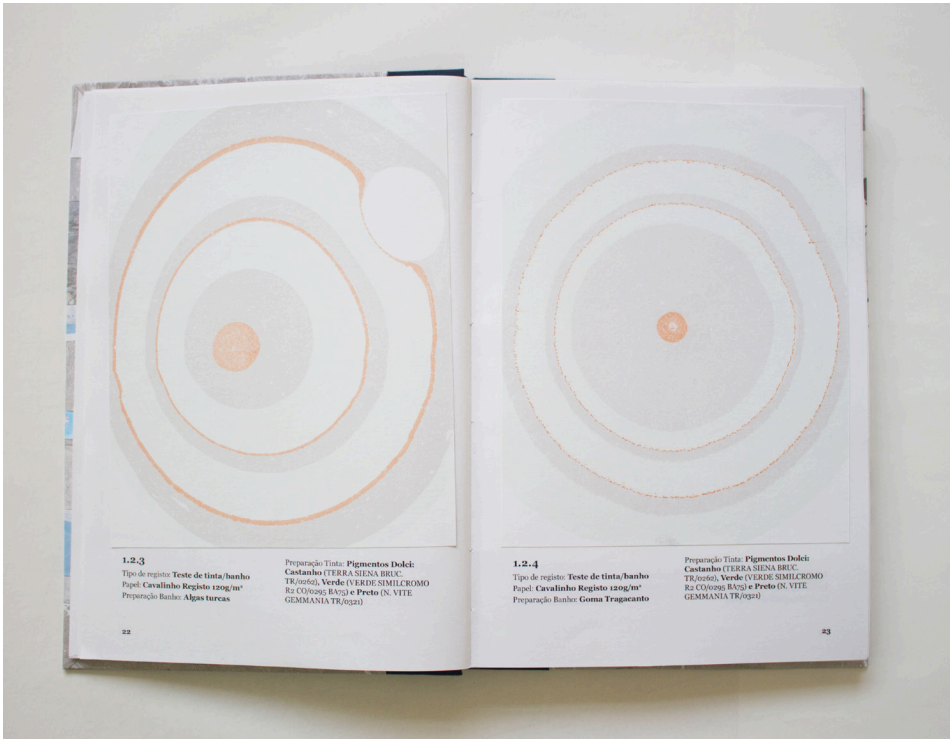 1.2.3
Tipo de registo: Teste de tinta/banho
Papel: Cavalinho Registo 120g/m²
Preparação Banho: Algas turcas
Preparação Tinta: Pigmentos Dolci:
Castanho (TERRA SIENA BRUC.
TR/0262), Verde (VERDE SIMILCROMO
R2 CO/0295 BA75) e Preto (N. VITE
GEMMANIA TR/0321)
22
1.2.4
Tipo de registo: Teste de tinta/banho
Papel: Cavalinho Registo 120g/m²
Preparação Banho: Goma Tragacanto
Preparação Tinta: Pigmentos Dolci:
Castanho (TERRA SIENA BRUC.
TR/0262), Verde (VERDE SIMILCROMO
R2 CO/0295 BA75) e Preto (N. VITE
GEMMANIA TR/0321)
23